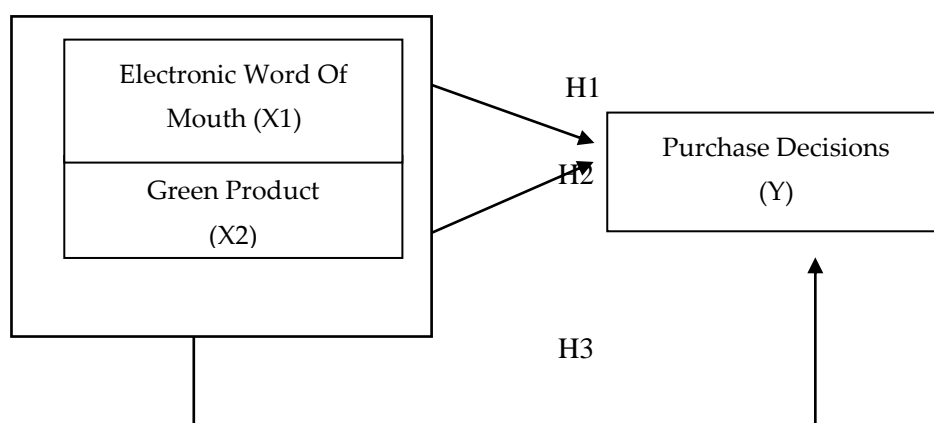 Electronic Word Of
Mouth (X1)
Green Product
(X2)
H1
H2
H3
Purchase Decisions
(Y)